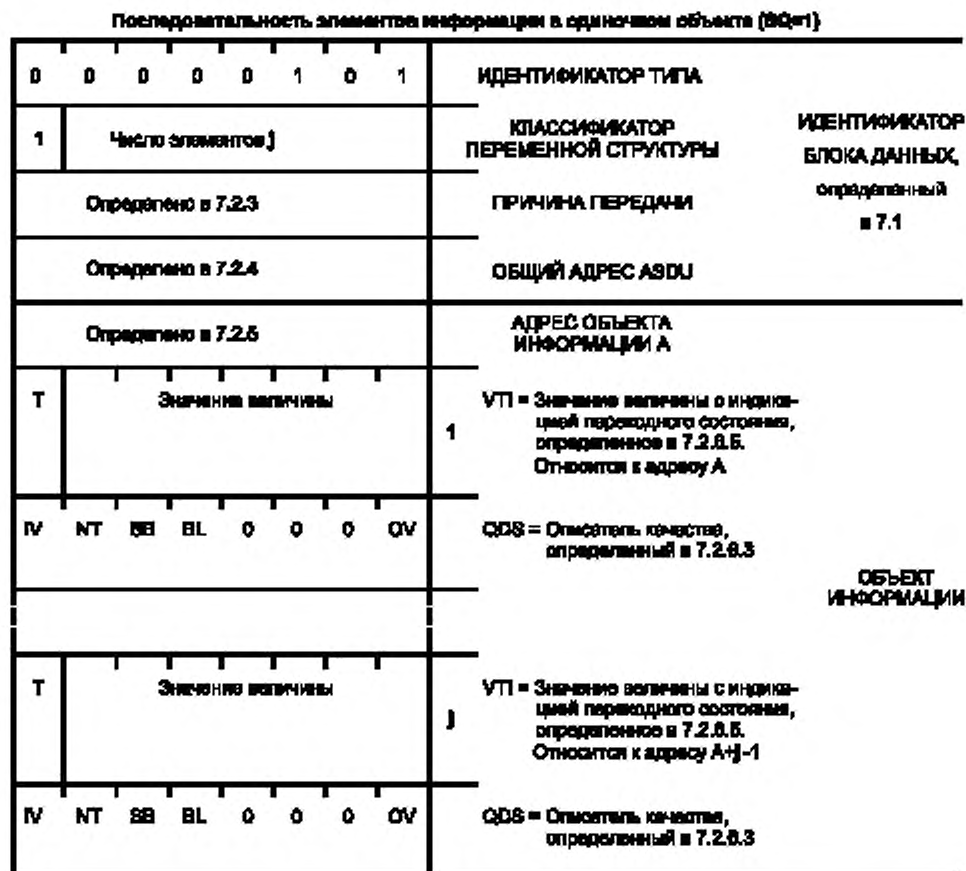 Последовательность элементов информации в одиночном объекте (SQ=1)
0 0 0 0 0 1 0 1
ИДЕНТИФИКАТОР ТИПА
1
Число элементов j
КЛАССИФИКАТОР
ПЕРЕМЕННОЙ СТРУКТУРЫ
ИДЕНТИФИКАТОР
БЛОКА ДАННЫХ,
определенный
в 7.1
Определено в 7.2.3
ПРИЧИНА ПЕРЕДАЧИ
Определено в 7.2.4
ОБЩИЙ АДРЕС ASDU
Определено в 7.2.5
АДРЕС ОБЪЕКТА
ИНФОРМАЦИИ А
T
Значение величины
1
VTI = Значение величины с индика-
цией переходного состояния,
определенное в 7.2.6.5.
Относится к адресу А
IV NT SB BL 0 0 0 OV
QDS = Описатель качества,
определенный в 7.2.6.3
ОБЪЕКТ
ИНФОРМАЦИИ
T
Значение величины
j
VTI = Значение величины с индика-
цией переходного состояния,
определенное в 7.2.6.5.
Относится к адресу А+j-1
IV NT SB BL 0 0 0 OV
QDS = Описатель качества,
определенный в 7.2.6.3